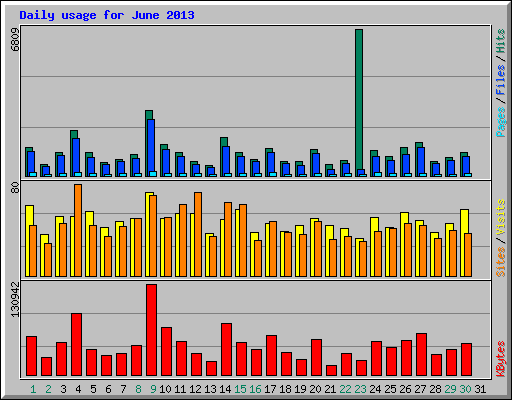 Daily usage for June 2013
6809
Pages / Files / Hits
80
Sites / Visits
130942
KBytes
1 2 3 4 5 6 7 8 9 10 11 12 13 14 15 16 17 18 19 20 21 22 23 24 25 26 27 28 29 30 31